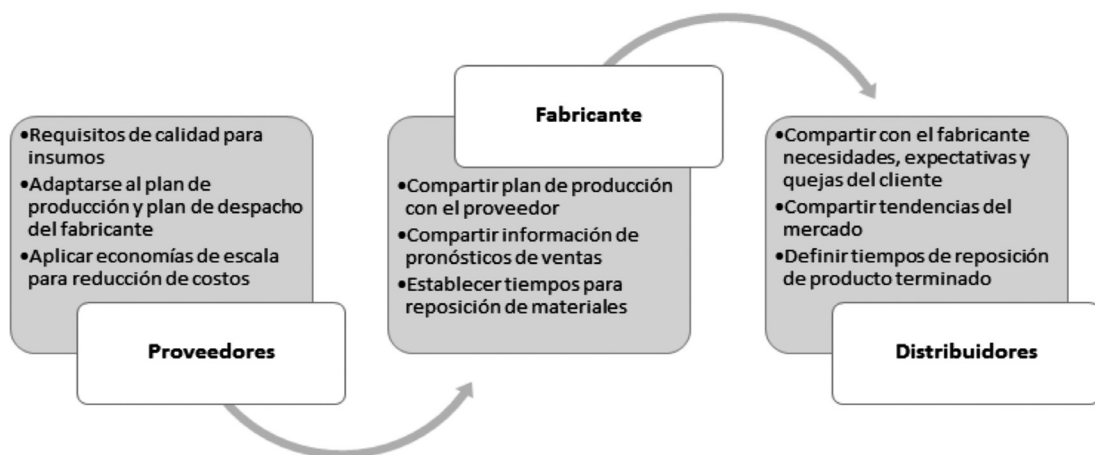 •Requisitos de calidad para
insumos
•Adaptarse al plan de
producción y plan de despacho
del fabricante
•Aplicar economías de escala
para reducción de costos
Proveedores
Fabricante
•Compartir plan de producción
con el proveedor
•Compartir información de
pronósticos de ventas
•Establecer tiempos para
reposición de materiales
•Compartir con el fabricante
necesidades, expectativas y
quejas del cliente
•Compartir tendencias del
mercado
•Definir tiempos de reposición
de producto terminado
Distribuidores